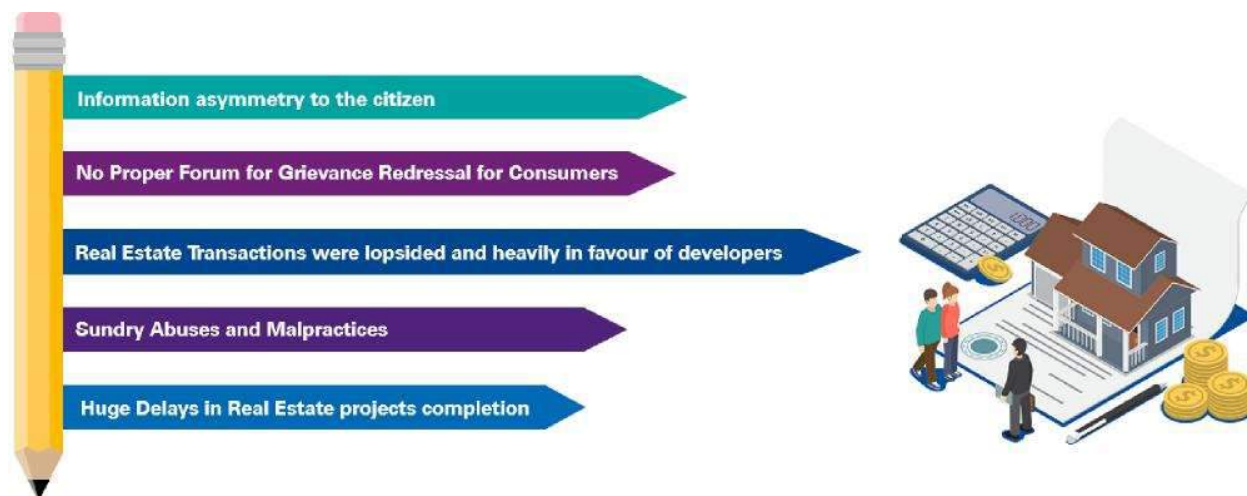 Information asymmetry to the citizen
No Proper Forum for Grievance Redressal for Consumers
Real Estate Transactions were lopsided and heavily in favour of developers
Sundry Abuses and Malpractices
Huge Delays in Real Estate projects completion